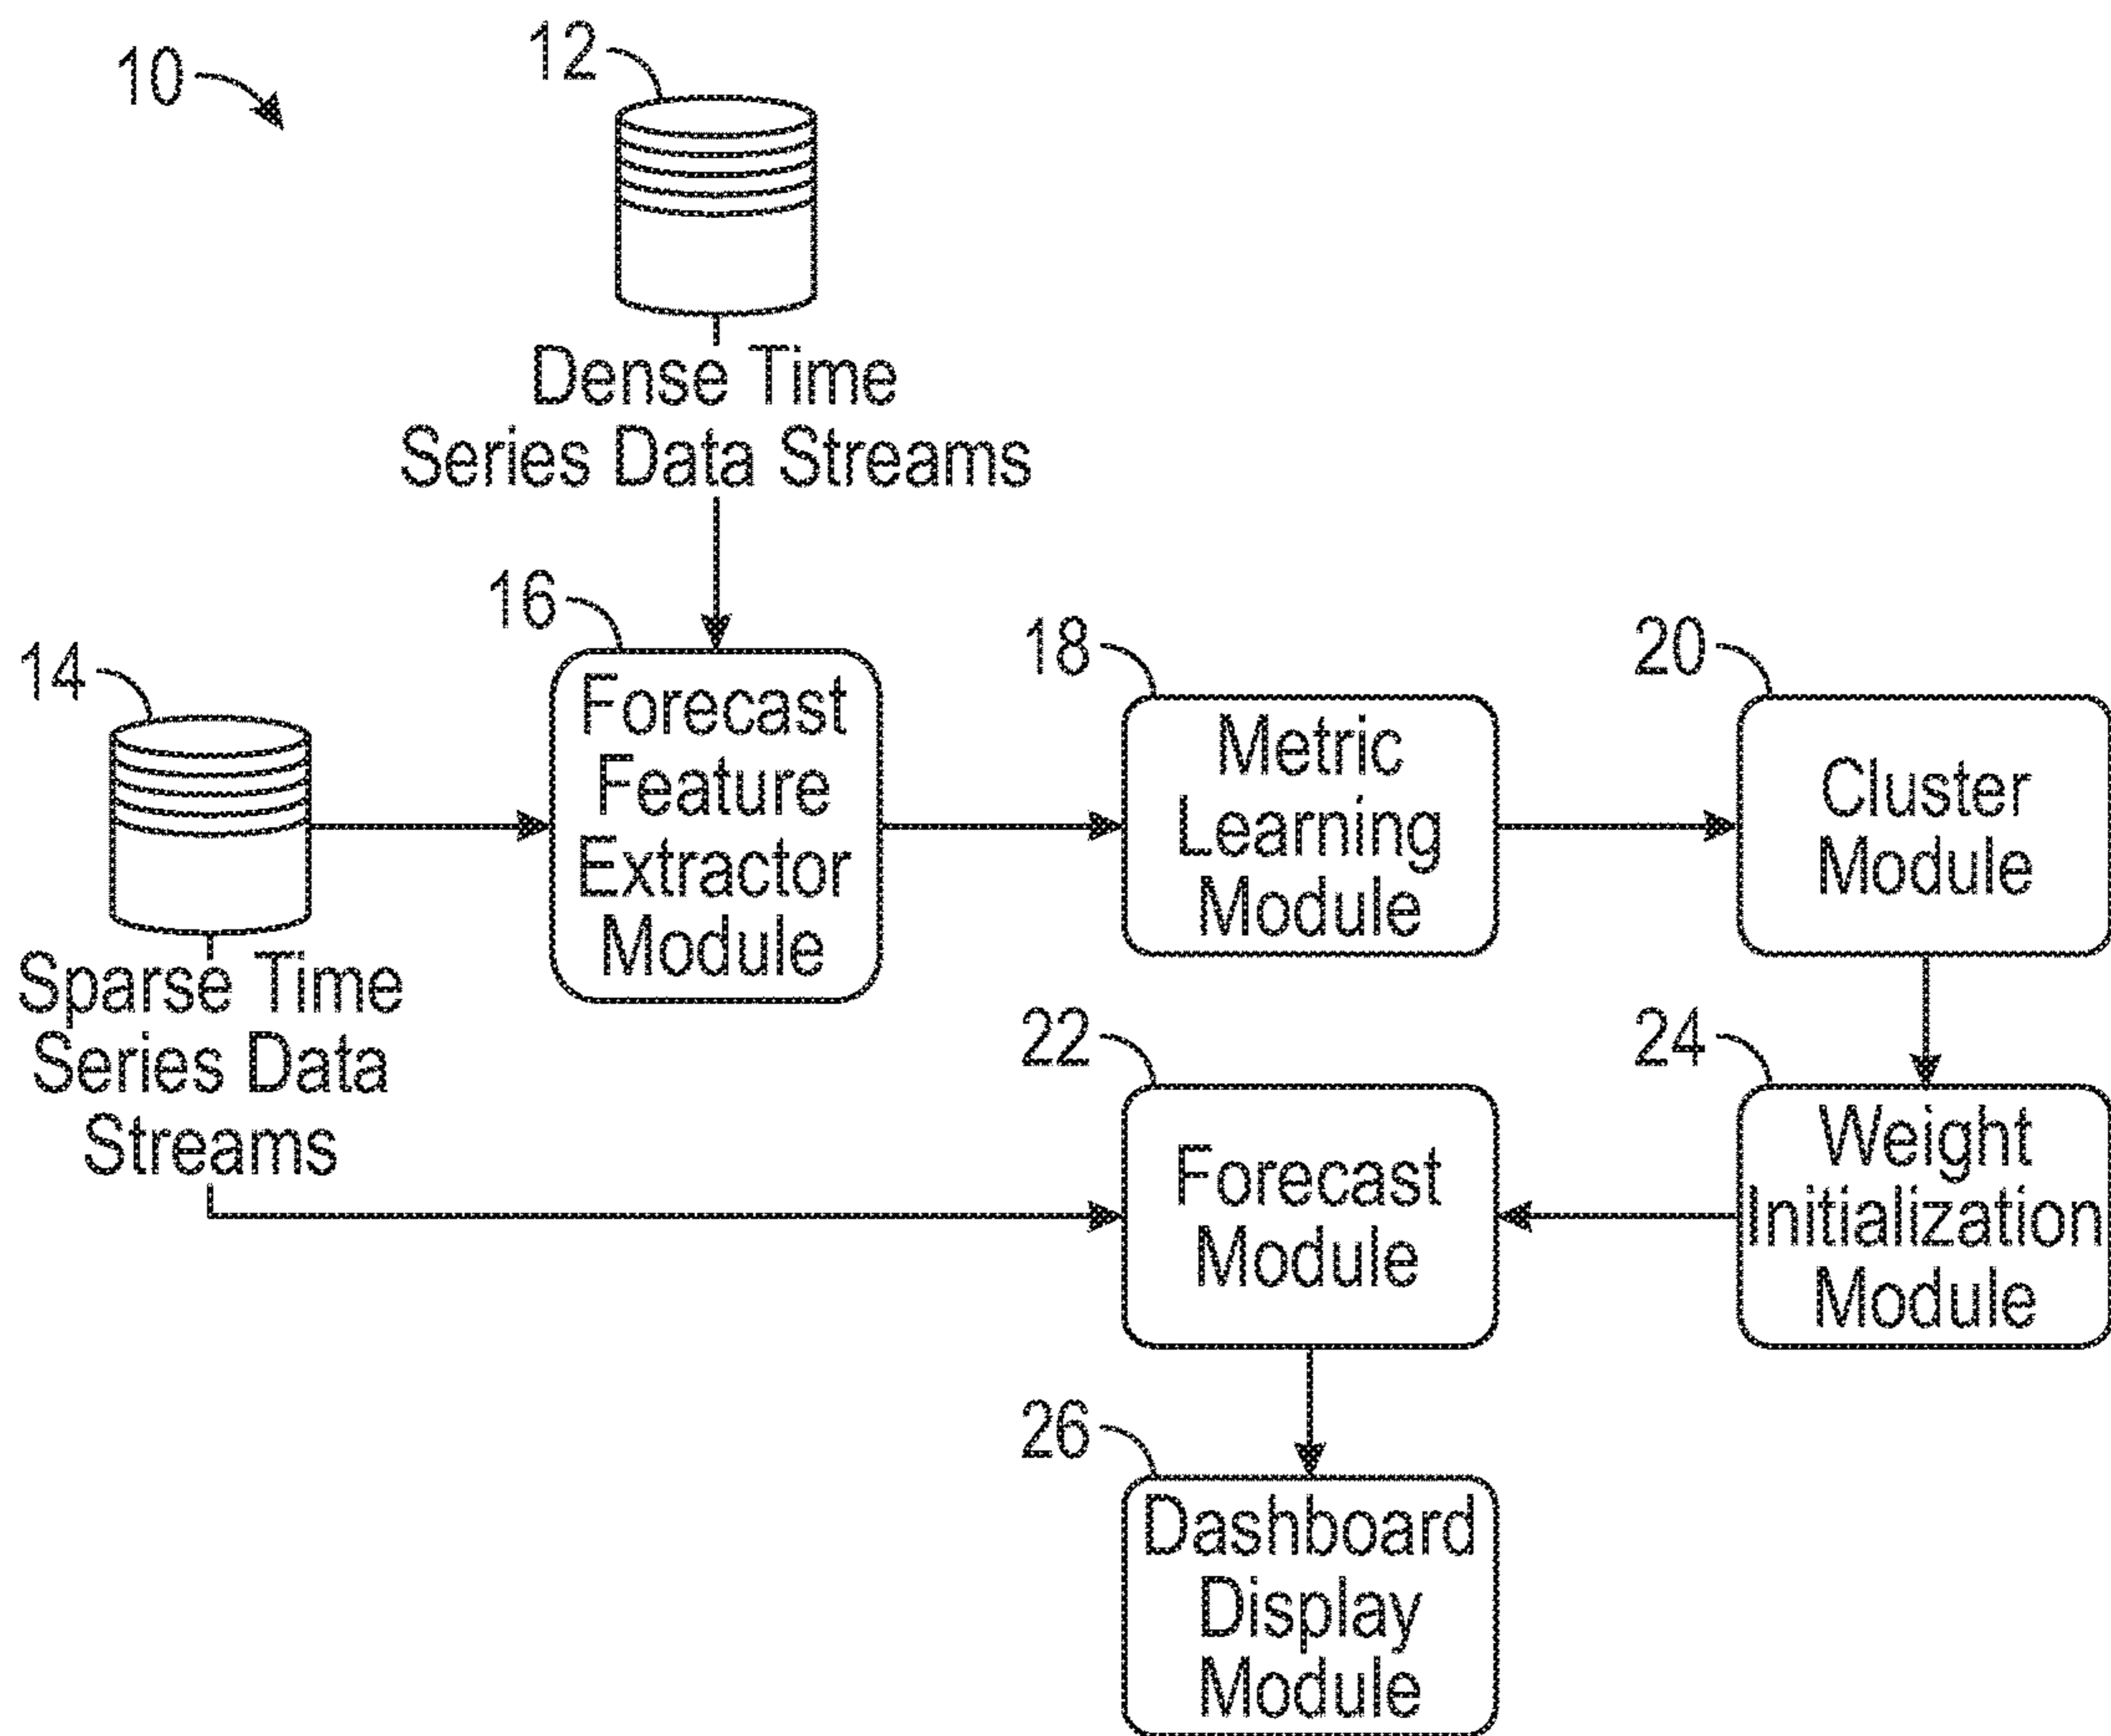 10
12
Dense Time
Series Data Streams
14
Sparse Time
Series Data
Streams
16
Forecast
Feature
Extractor
Module
18
Metric
Learning
Module
20
Cluster
Module
22
Forecast
Module
24
Weight
Initialization
Module
26
Dashboard
Display
Module